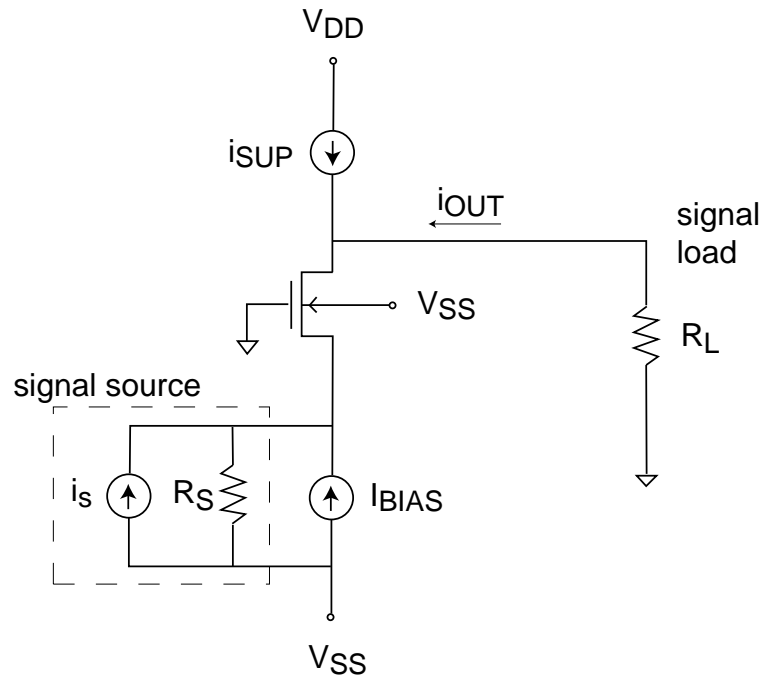 VDD
iSUP
iOUT
signal
load
VSS
RL
signal source
is
RS
IBIAS
VSS